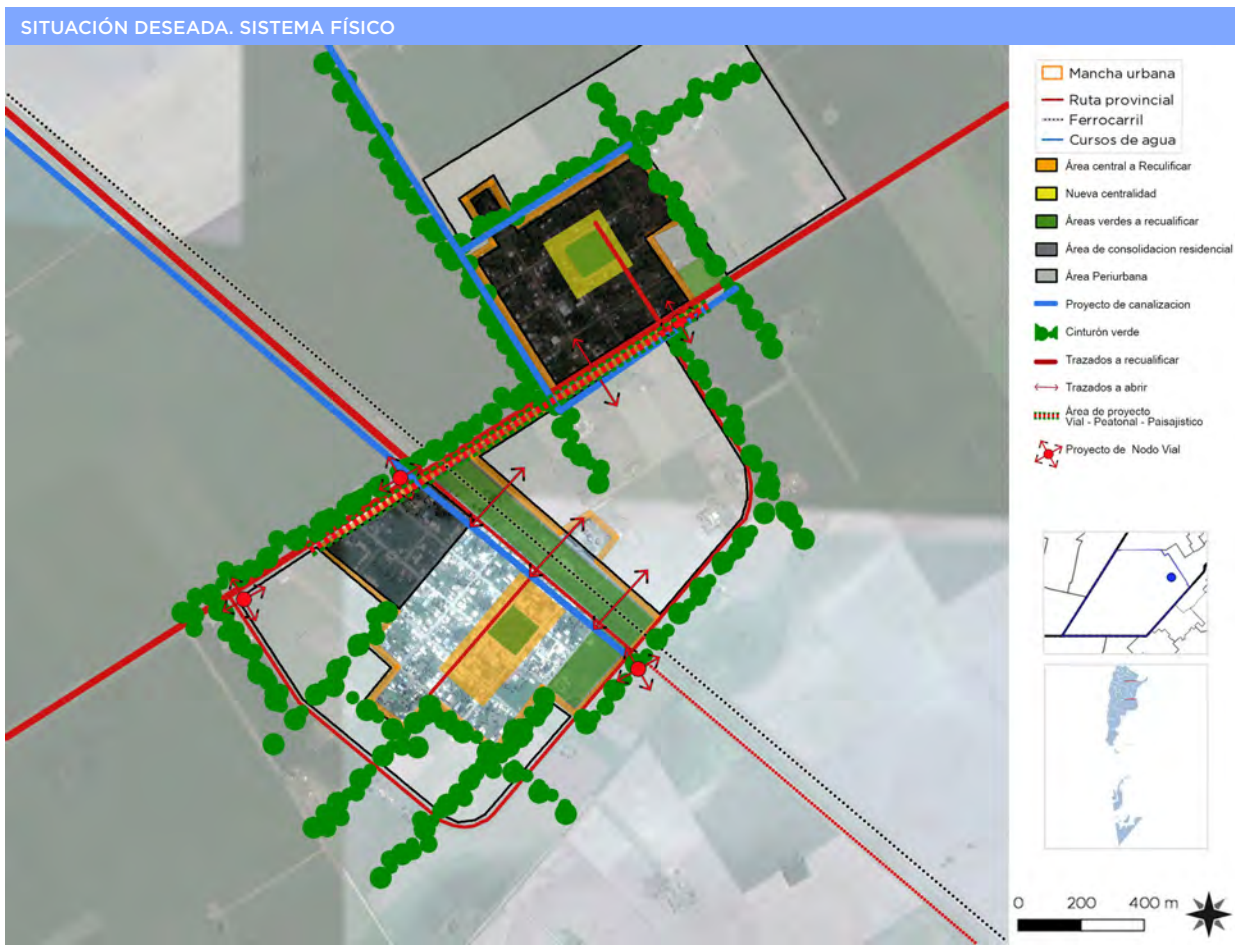 SITUACIÓN DESEADA. SISTEMA FÍSICO
Mancha urbana
Ruta provincial
Ferrocarril
Cursos de agua
Área central a Reculificar
Nueva centralidad
Áreas verdes a recualificar
Área de consolidacion residencial
Área Periurbana
Proyecto de canalizacion
Cinturón verde
Trazados a recualificar
Trazados a abrir
Área de proyecto
Vial - Peatonal - Paisajistico
Proyecto de Nodo Vial
0 200 400 m